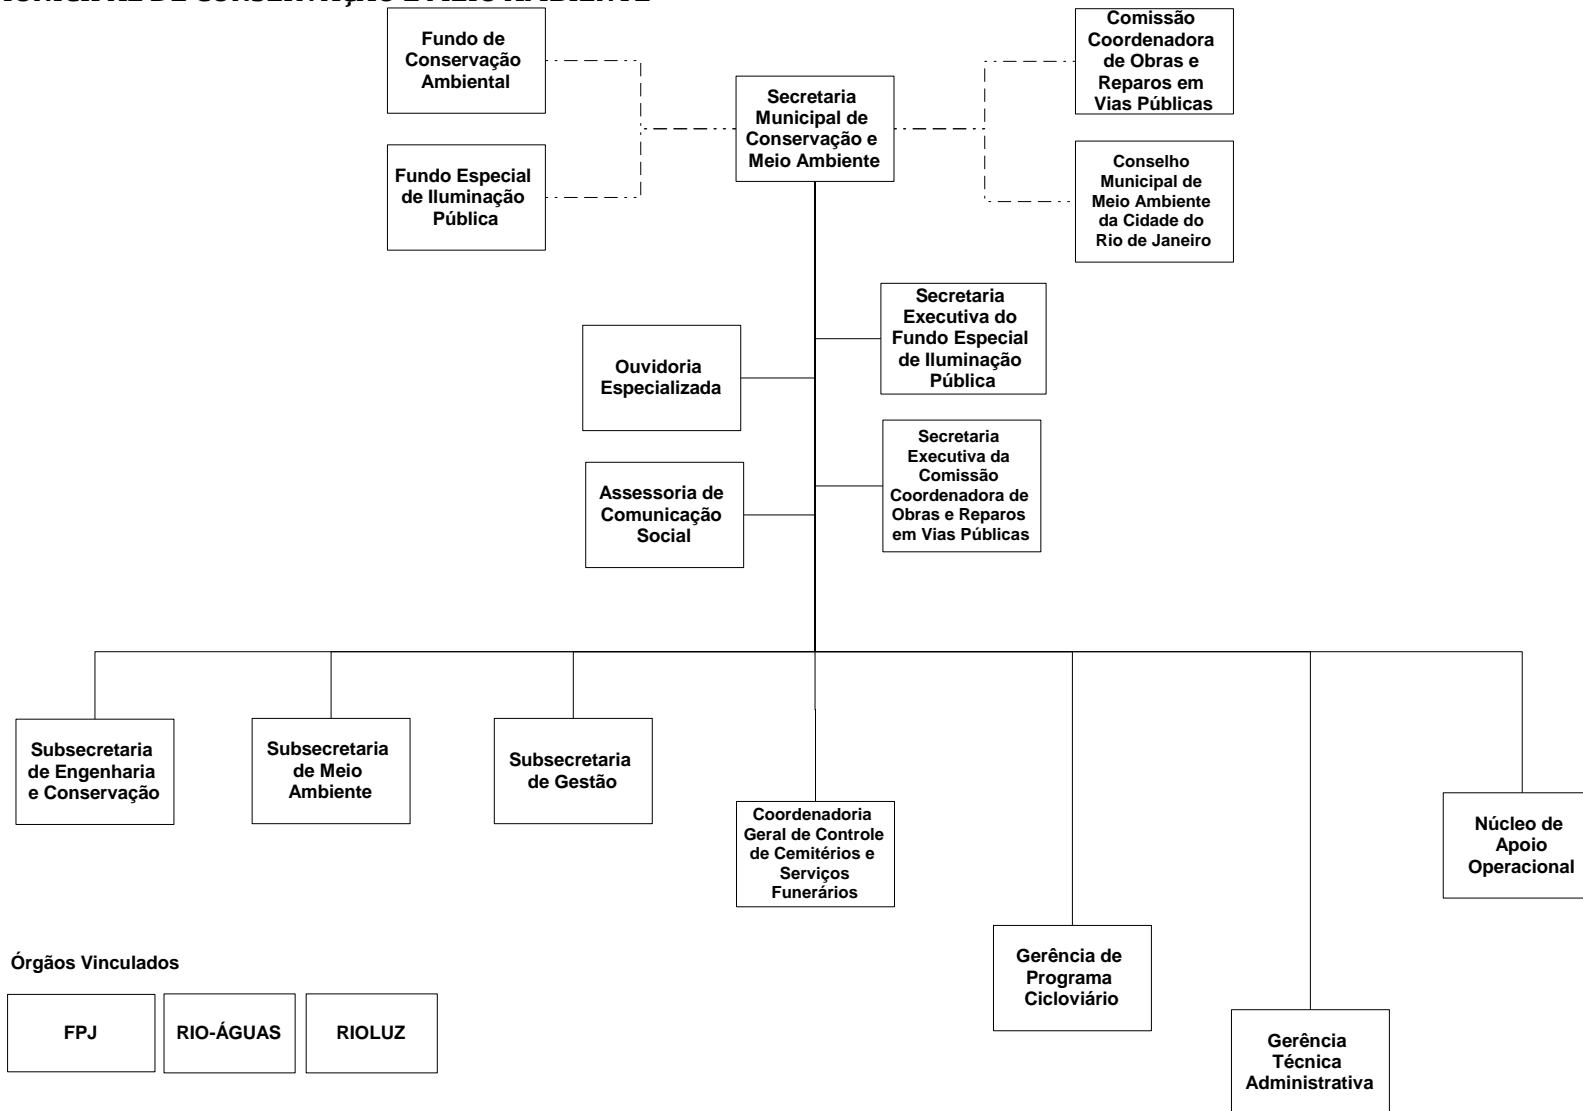 MUNICIPAL DE CONSERVAÇÃO E MEIO AMBIENTE
Fundo de
Conservação
Ambiental
Comissão
Coordenadora
de Obras e
Reparos em
Vias Públicas
Secretaria
Municipal de
Conservação e
Meio Ambiente
Fundo Especial
de Iluminação
Pública
Conselho
Municipal de
Meio Ambiente
da Cidade do
Rio de Janeiro
Secretaria
Executiva do
Fundo Especial
de Iluminação
Pública
Ouvidoria
Especializada
Secretaria
Executiva da
Comissão
Coordenadora de
Obras e Reparos
em Vias Públicas
Assessoria de
Comunicação
Social
Subsecretaria
de Engenharia
e Conservação
Subsecretaria
de Meio
Ambiente
Subsecretaria
de Gestão
Coordenadoria
Geral de Controle
de Cemitérios e
Serviços
Funerários
Núcleo de
Apoio
Operacional
Gerência de
Programa
Cicloviário
Gerência
Técnica
Administrativa
Órgãos Vinculados
FPJ
RIO-ÁGUAS
RIOLUZ